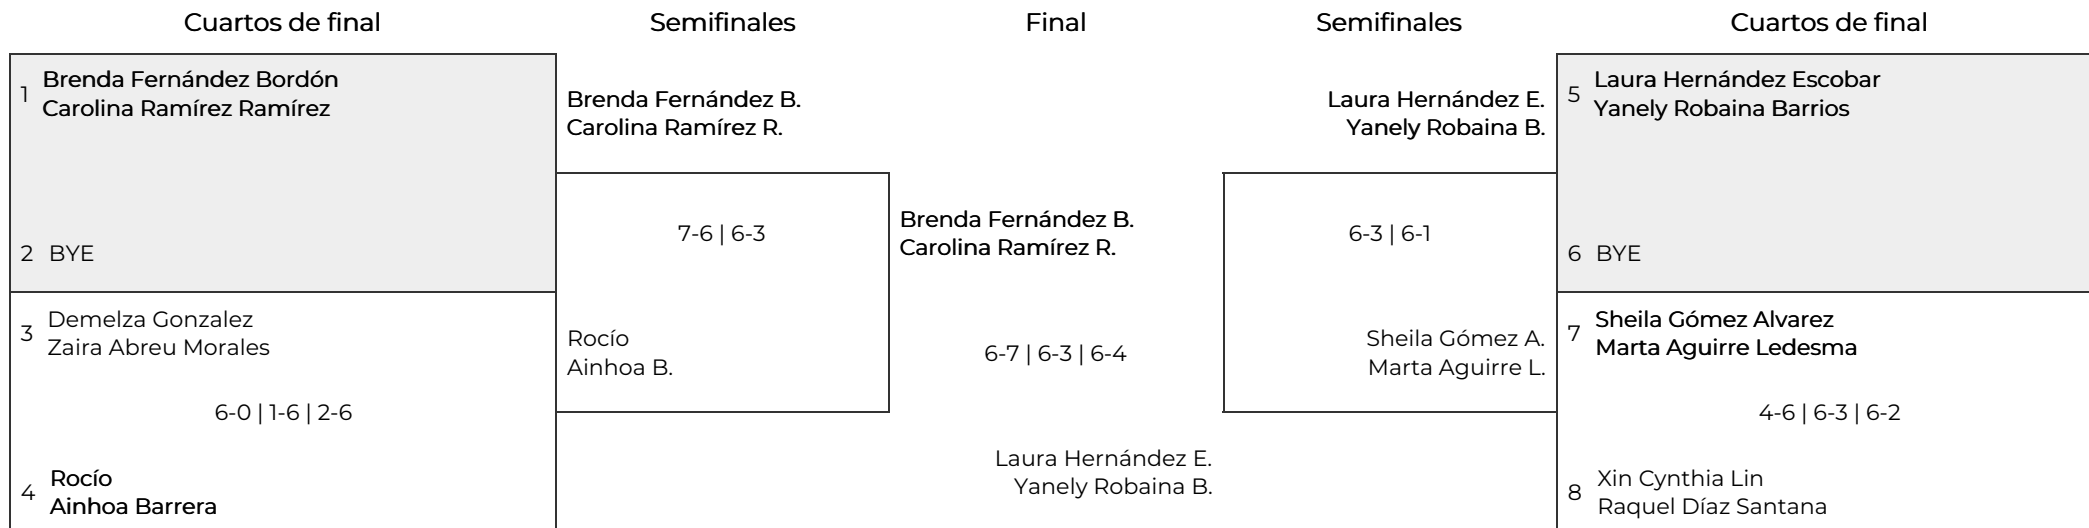 Cuartos de final
Semifinales
Final
Semifinales
Cuartos de final
1
Brenda Fernández Bordón
Carolina Ramírez Ramírez
2 BYE
3
Demelza Gonzalez
Zaira Abreu Morales
6-0 | 1-6 | 2-6
4
Rocío
Ainhoa Barrera
Brenda Fernández B.
Carolina Ramírez R.
7-6 | 6-3
Rocío
Ainhoa B.
Brenda Fernández B.
Carolina Ramírez R.
6-7 | 6-3 | 6-4
Laura Hernández E.
Yanely Robaina B.
Laura Hernández E.
Yanely Robaina B.
6-3 | 6-1
Sheila Gómez A.
Marta Aguirre L.
5
Laura Hernández Escobar
Yanely Robaina Barrios
6 BYE
7
Sheila Gómez Alvarez
Marta Aguirre Ledesma
4-6 | 6-3 | 6-2
8
Xin Cynthia Lin
Raquel Díaz Santana